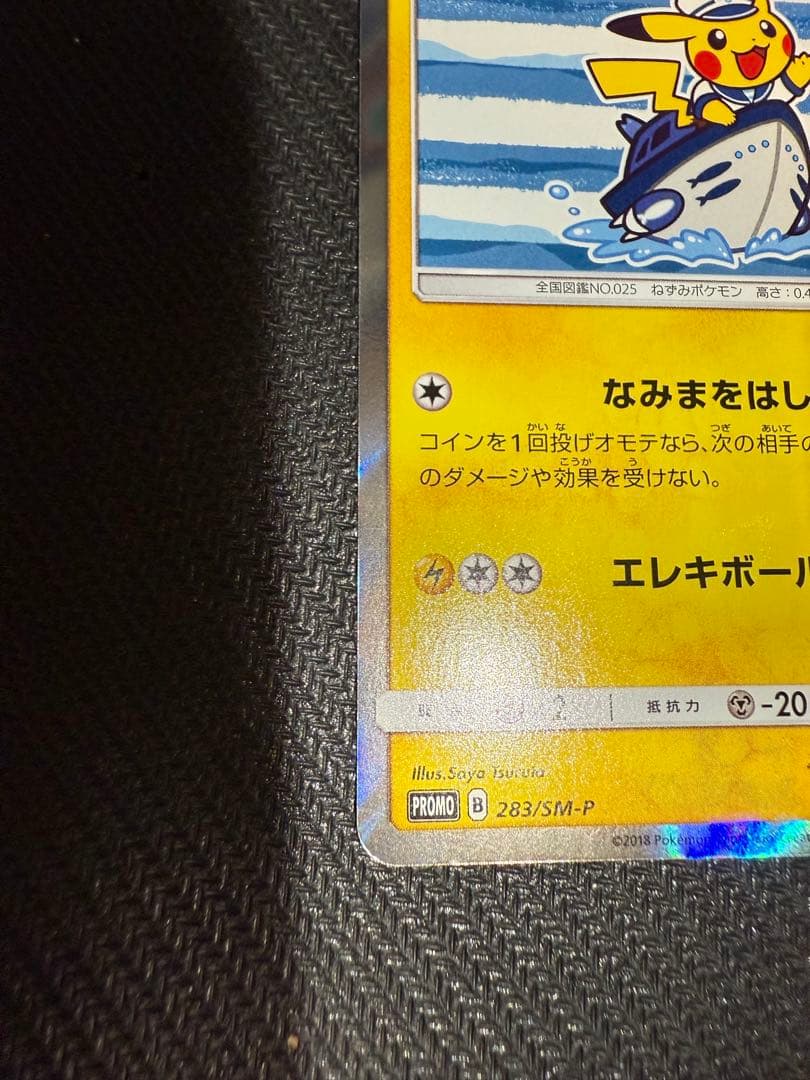 全国図鑑NO.025 ねずみポケモン 高さ:0.4
なみまをはし
コインを1回投げオモテなら、次の相手の
のダメージや効果を受けない。
エレキボール
抵抗力 -20
Illus.Saya Tsuruta
PROMO B 283/SM-P
©2018 Pokémon